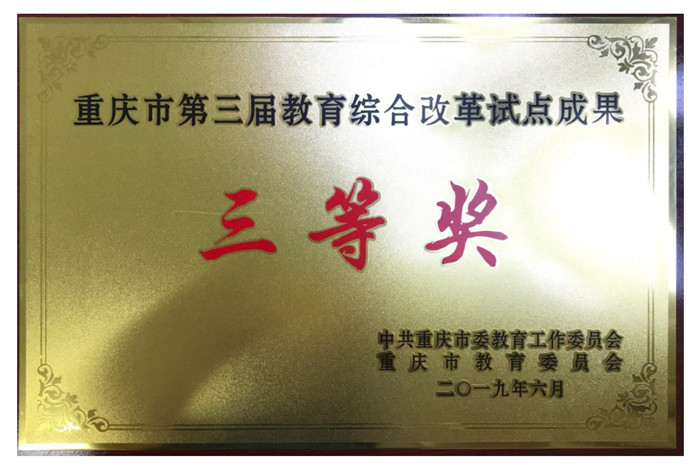 重庆市第三届教育综合改革试点成果
三等奖
中共重庆市委教育工作委员会
重庆市教育委员会
二〇一九年六月